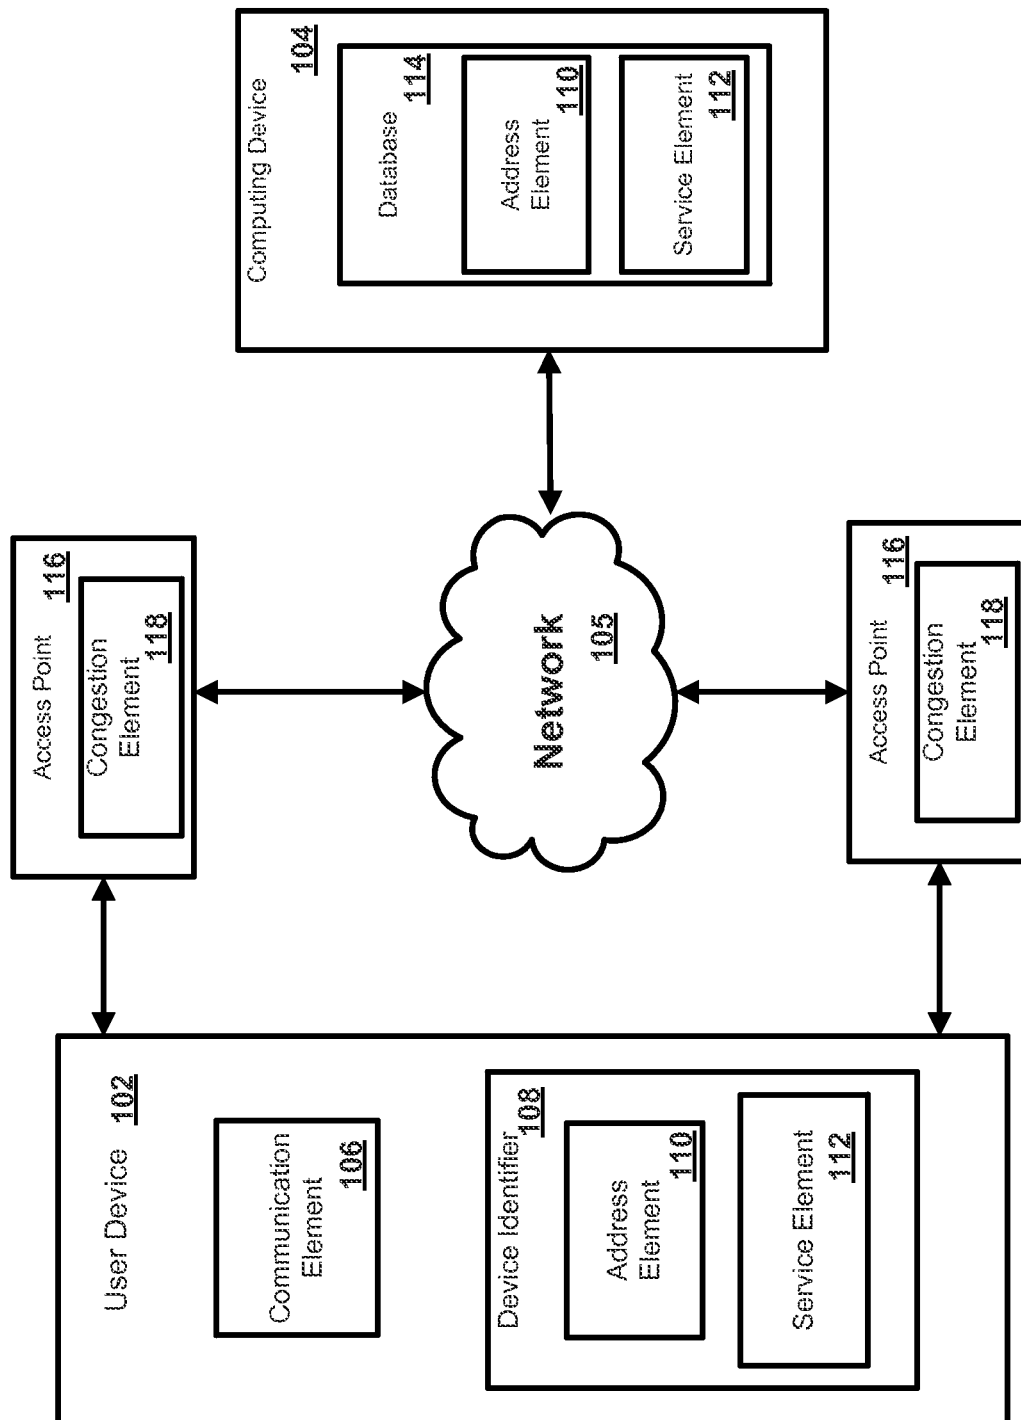 User Device 102
Communication
Element
106
Device Identifier 108
Address
Element
110
Service Element
112
Access Point
116
Congestion
Element
118
Network
105
Access Point
116
Congestion
Element
118
Computing Device
104
Database
114
Address
Element
110
Service Element
112